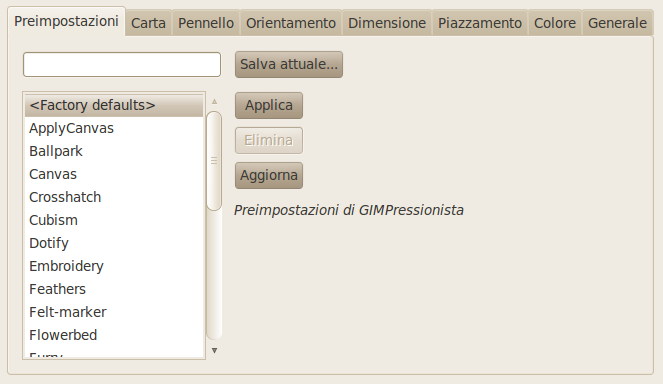 Preimpostazioni Carta Pennello Orientamento Dimensione Piazzamento Colore Generale
Salva attuale...
<Factory defaults>
ApplyCanvas
Ballpark
Canvas
Crosshatch
Cubism
Dotify
Embroidery
Feathers
Felt-marker
Flowerbed
Furry
Applica
Elimina
Aggiorna
Preimpostazioni di GIMPressionista